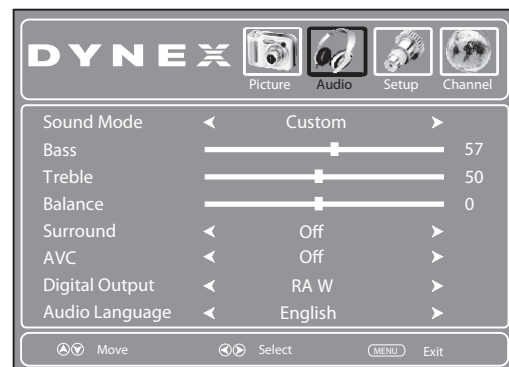 DYNEX
Picture Audio Setup Channel
Sound Mode Custom
Bass 57
Treble 50
Balance 0
Surround Off
AVC Off
Digital Output RA W
Audio Language English
Move Select MENU Exit